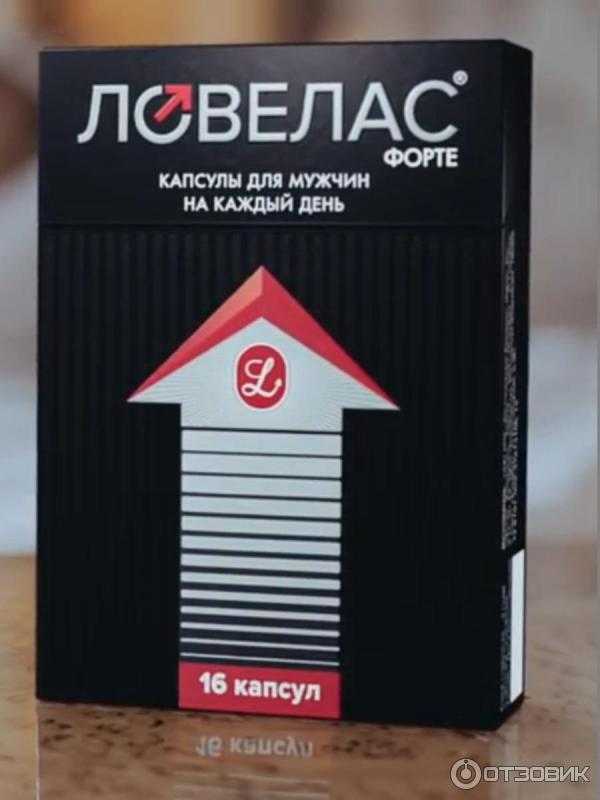 ЛОВЕЛАС®
ФОРТЕ
КАПСУЛЫ ДЛЯ МУЖЧИН
НА КАЖДЫЙ ДЕНЬ
L
16 капсул
16 капсул
ОТЗОВИК